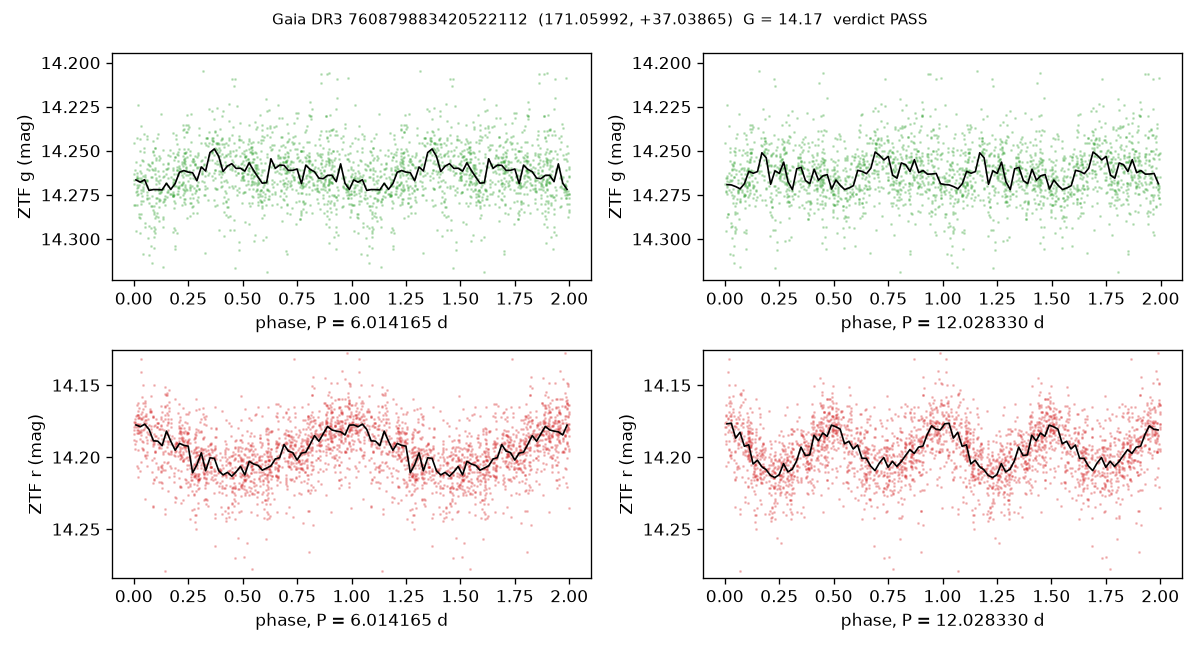 Gaia DR3 760879883420522112 (171.05992, +37.03865) G = 14.17 verdict PASS
14.200
14.225
14.250
14.275
14.300
ZTF g (mag)
0.00 0.25 0.50 0.75 1.00 1.25 1.50 1.75 2.00
phase, P = 6.014165 d
14.200
14.225
14.250
14.275
14.300
ZTF g (mag)
0.00 0.25 0.50 0.75 1.00 1.25 1.50 1.75 2.00
phase, P = 12.028330 d
14.15
14.20
14.25
ZTF r (mag)
0.00 0.25 0.50 0.75 1.00 1.25 1.50 1.75 2.00
phase, P = 6.014165 d
14.15
14.20
14.25
ZTF r (mag)
0.00 0.25 0.50 0.75 1.00 1.25 1.50 1.75 2.00
phase, P = 12.028330 d